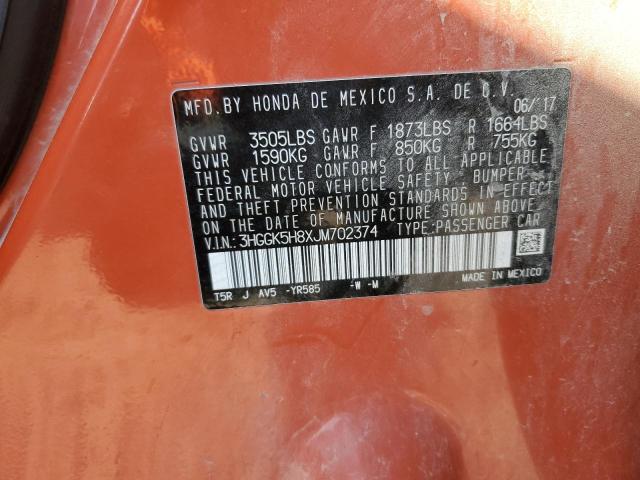 MFD. BY HONDA DE MEXICO S.A. DE C.V.
06/'17
GVWR 3505LBS GAWR F 1873LBS R 1664LBS
GVWR 1590KG GAWR F 850KG R 755KG
THIS VEHICLE CONFORMS TO ALL APPLICABLE
FEDERAL MOTOR VEHICLE SAFETY, BUMPER,
AND THEFT PREVENTION STANDARDS IN EFFECT
ON THE DATE OF MANUFACTURE SHOWN ABOVE.
V.I.N.: 3HGGK5H8XJM702374 TYPE:PASSENGER CAR
T5R J AV5 -YR585 -W -M MADE IN MEXICO